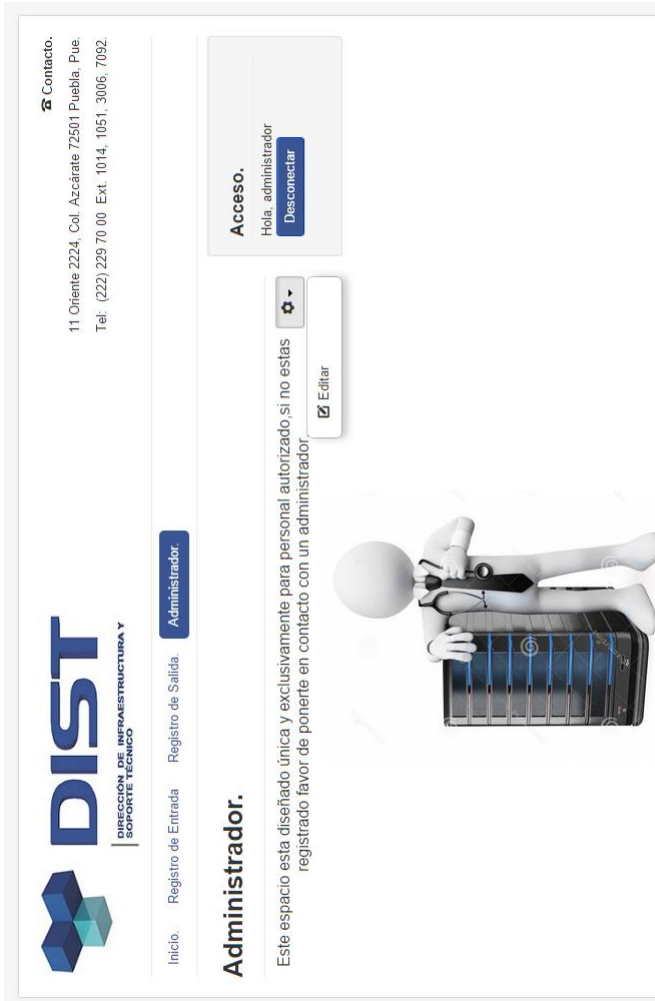 DIST
DIRECCIÓN DE INFRAESTRUCTURA Y
SOPORTE TÉCNICO
☎ Contacto.
11 Oriente 2224, Col. Azcárate 72501 Puebla, Pue.
Tel: (222) 229 70 00 Ext. 1014, 1051, 3006, 7092.
Inicio. Registro de Entrada Registro de Salida. Administrador.
Administrador.
Este espacio esta diseñado única y exclusivamente para personal autorizado,si no estas
registrado favor de ponerte en contacto con un administrador.
Editar
Acceso.
Hola, administrador
Desconectar